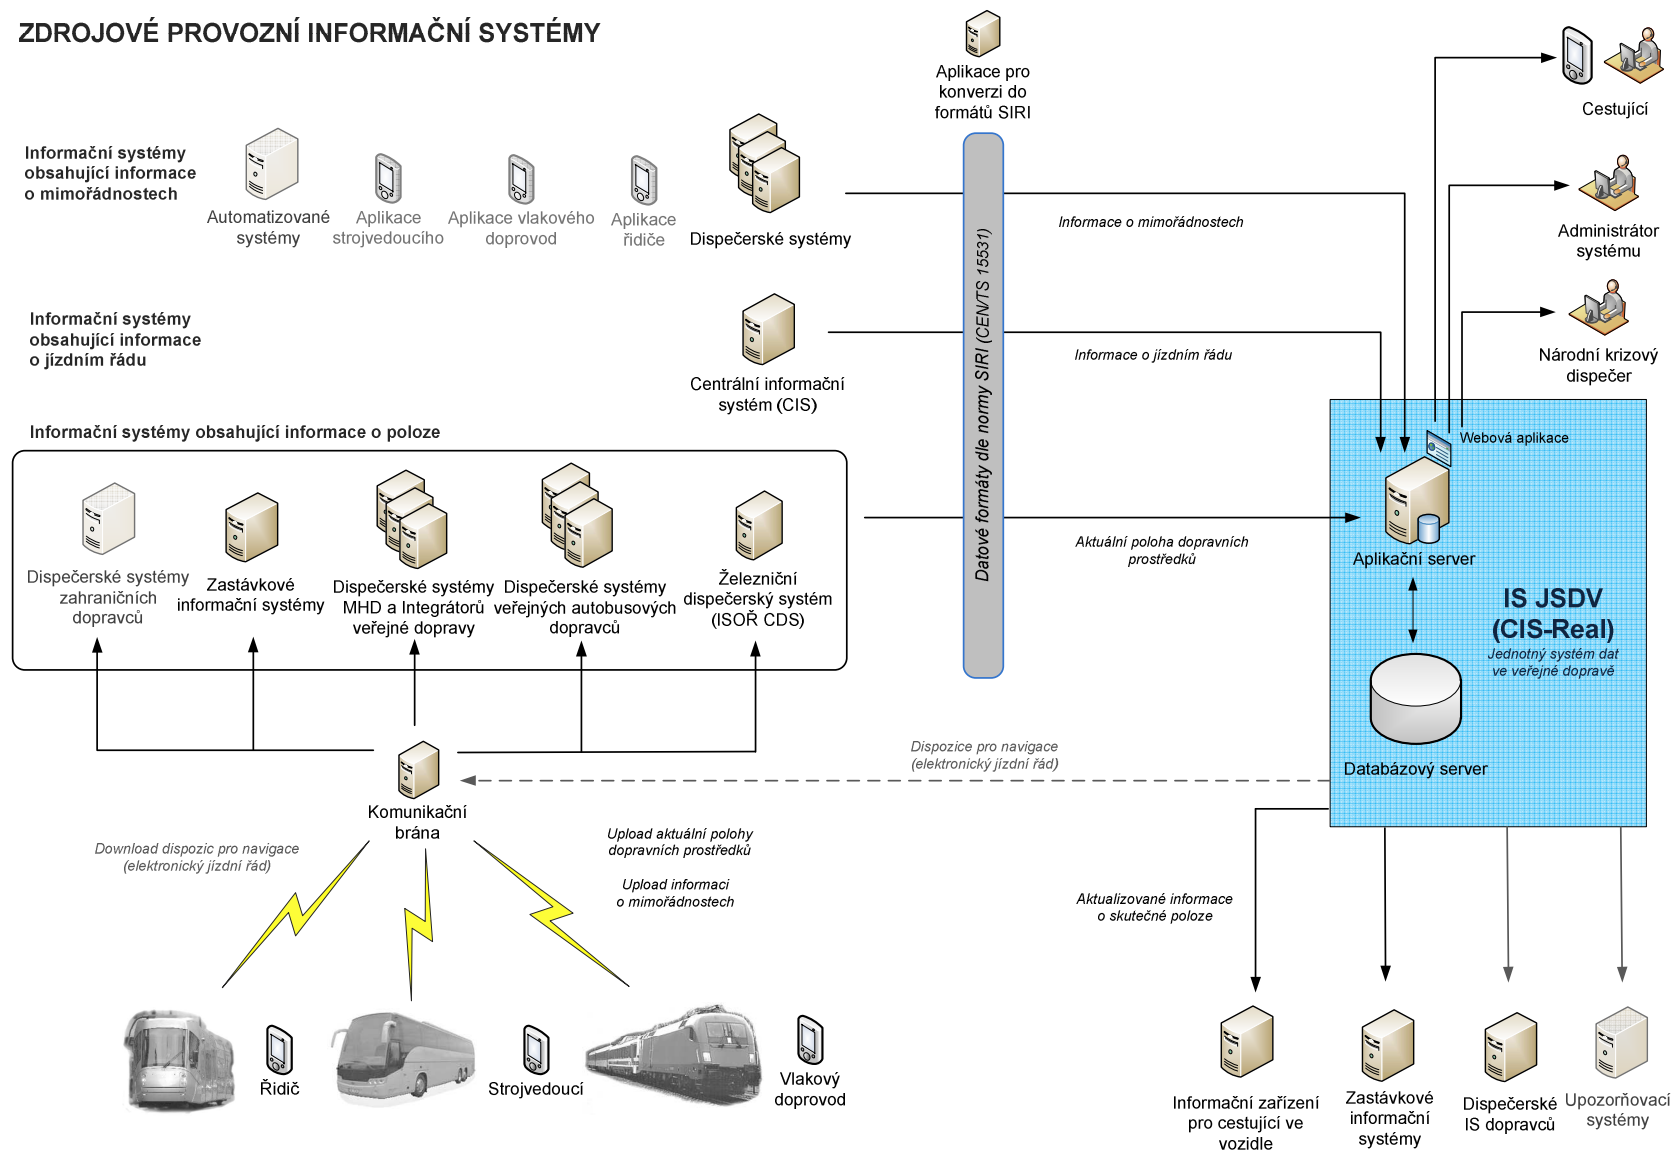 ZDROJOVÉ PROVOZNÍ INFORMAČNÍ SYSTÉMY
Aplikace pro
konverzi do
formátů SIRI
Cestující
Informační systémy
obsahující informace
o mimořádnostech
Automatizované
systémy
Aplikace
strojvedoucího
Aplikace vlakového
doprovod
Aplikace
řidiče
Dispečerské systémy
Informace o mimořádnostech
Administrátor
systému
Datové formáty dle normy SIRI (CEN/TS 15531)
Informační systémy
obsahující informace
o jízdním řádu
Centrální informační
systém (CIS)
Informace o jízdním řádu
Národní krizový
dispečer
Informační systémy obsahující informace o poloze
Webová aplikace
Dispečerské systémy
zahraničních
dopravců
Zastávkové
informační systémy
Dispečerské systémy
MHD a Integrátorů
veřejné dopravy
Dispečerské systémy
veřejných autobusových
dopravců
Železniční
dispečerský systém
(ISOŘ CDS)
Aktuální poloha dopravních
prostředků
Aplikační server
IS JSDV
(CIS-Real)
Jednotný systém dat
ve veřejné dopravě
Databázový server
Dispozice pro navigace
(elektronický jízdní řád)
Komunikační
brána
Download dispozic pro navigace
(elektronický jízdní řád)
Upload aktuální polohy
dopravních prostředků
Upload informaci
o mimořádnostech
Aktualizované informace
o skutečné poloze
Řidič
Strojvedoucí
Vlakový
doprovod
Informační zařízení
pro cestující ve
vozidle
Zastávkové
informační
systémy
Dispečerské
IS dopravců
Upozorňovací
systémy